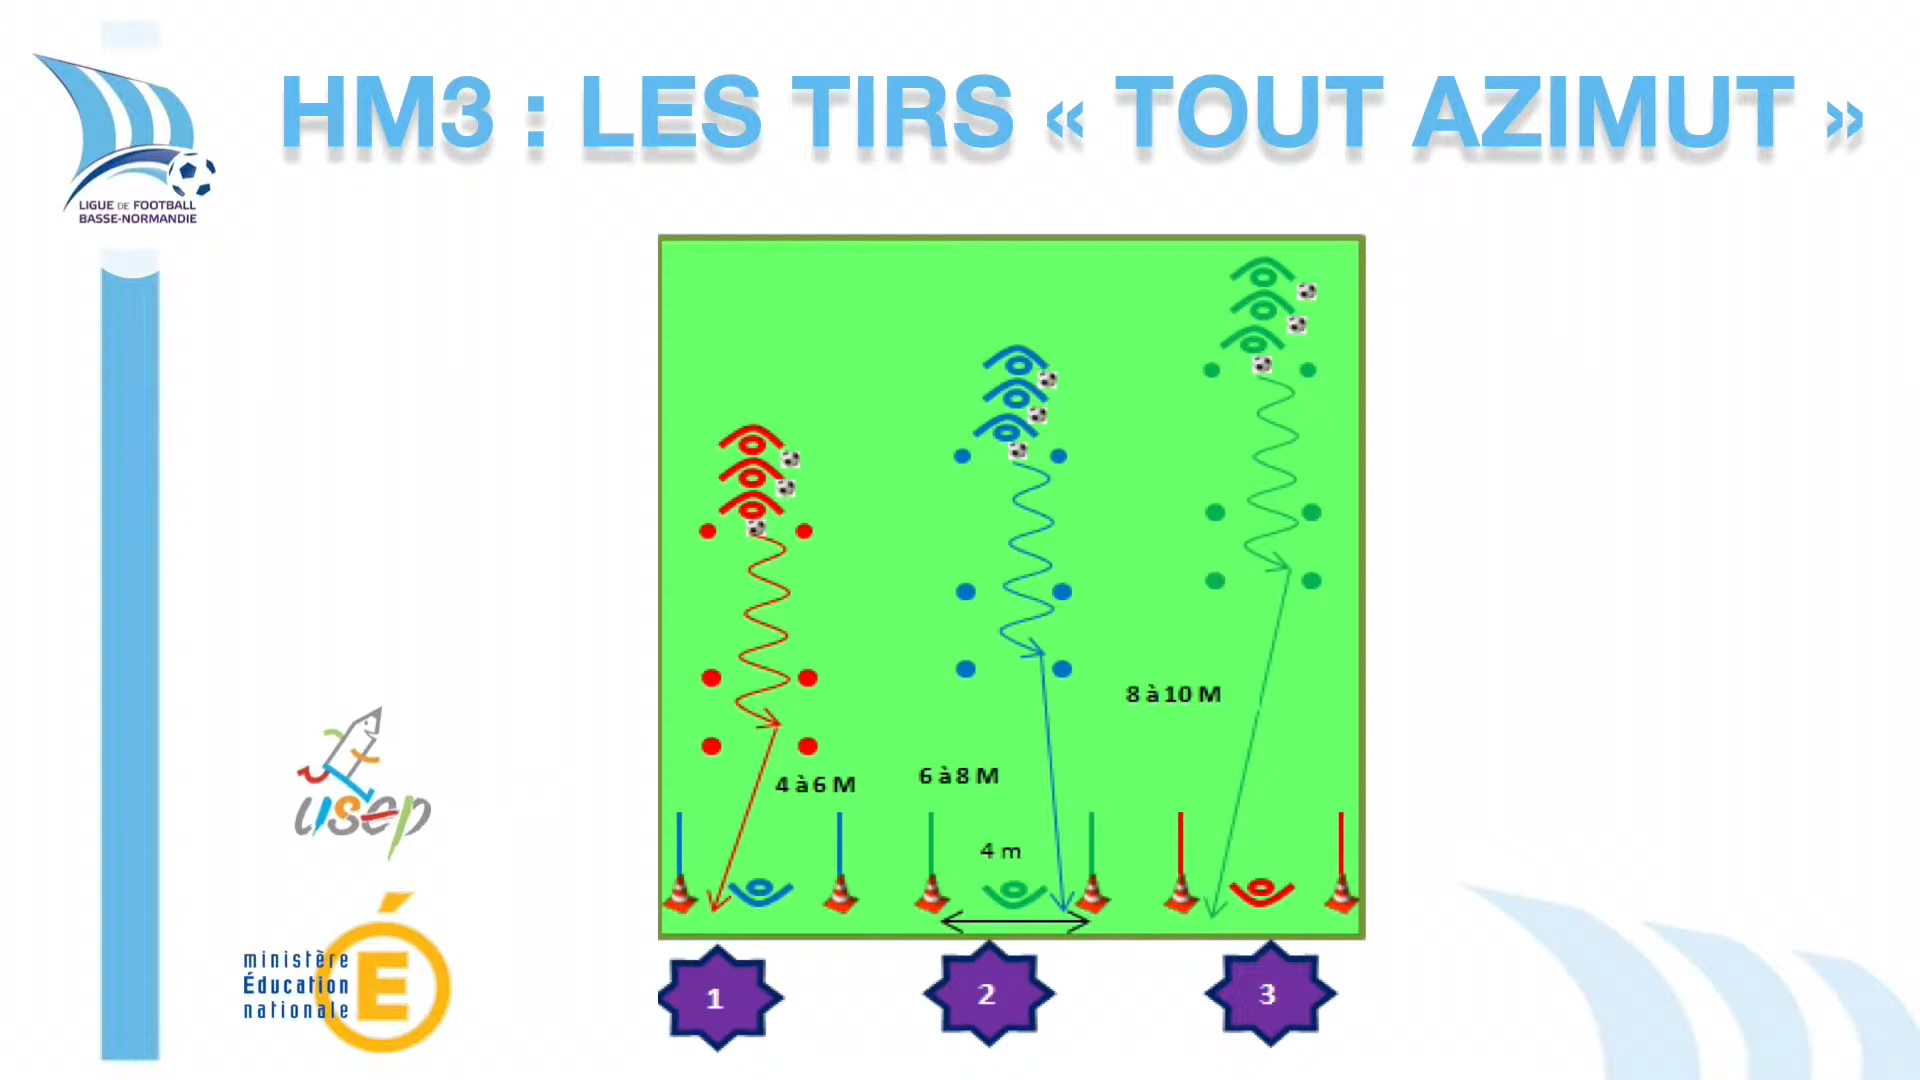 HM3 : LES TIRS « TOUT AZIMUT »
LIGUE DE FOOTBALL
BASSE-NORMANDIE
8 à 10 M
6 à 8 M
4 à 6 M
4 m
usep
ministère
Éducation
nationale
É
1
2
3